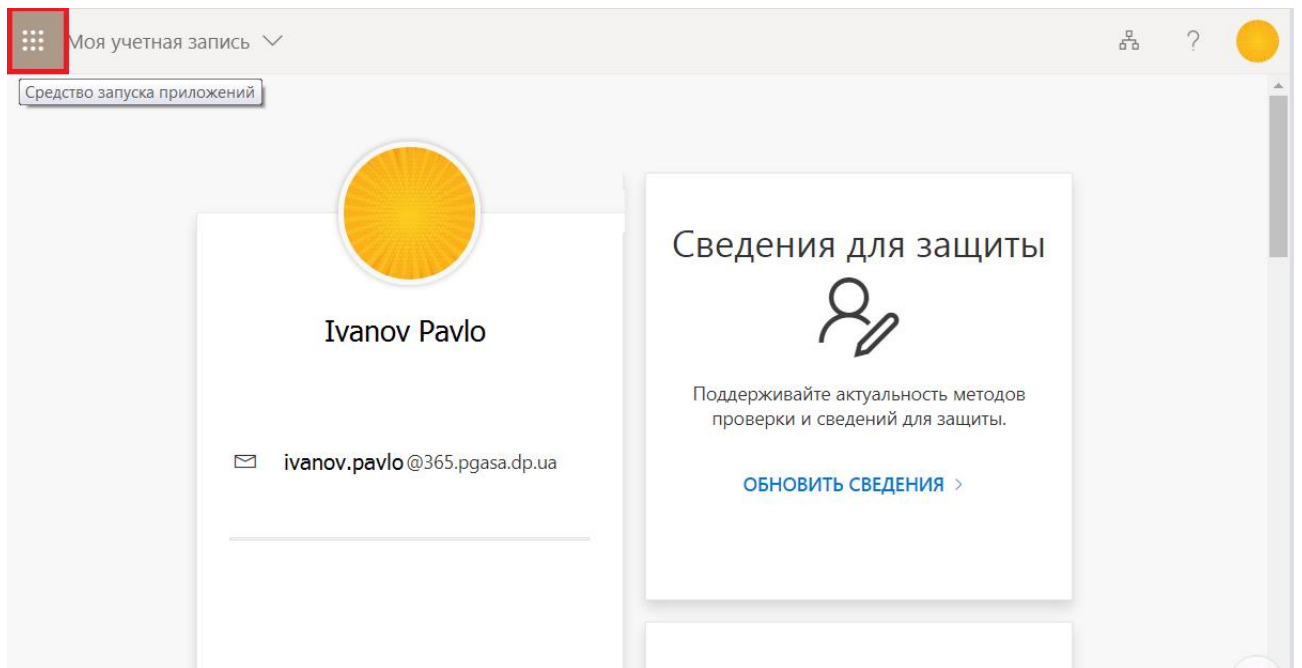 Моя учетная запись
?
Средство запуска приложений
Ivanov Pavlo
ivanov.pavlo@365.pgasa.dp.ua
Сведения для защиты
Поддерживайте актуальность методов
проверки и сведений для защиты.
ОБНОВИТЬ СВЕДЕНИЯ >